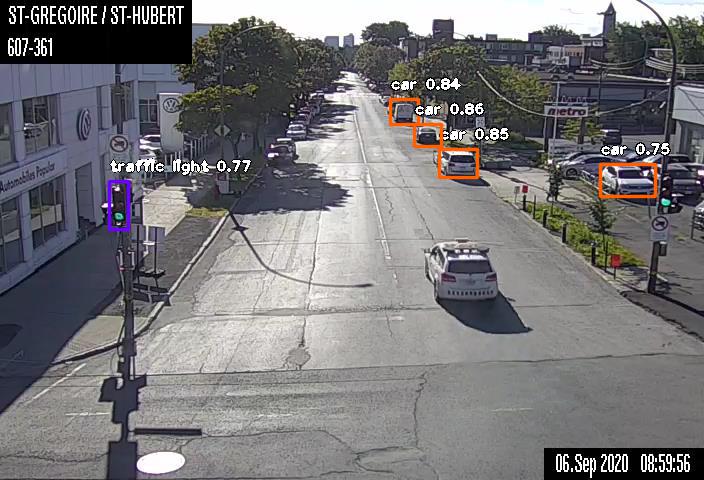 ST-GREGOIRE / ST-HUBERT
607-361
car 0.84
car 0.86
car 0.85
car 0.75
traffic light 0.77
metro
Automobiles Popular
06.Sep 2020 08:59:56